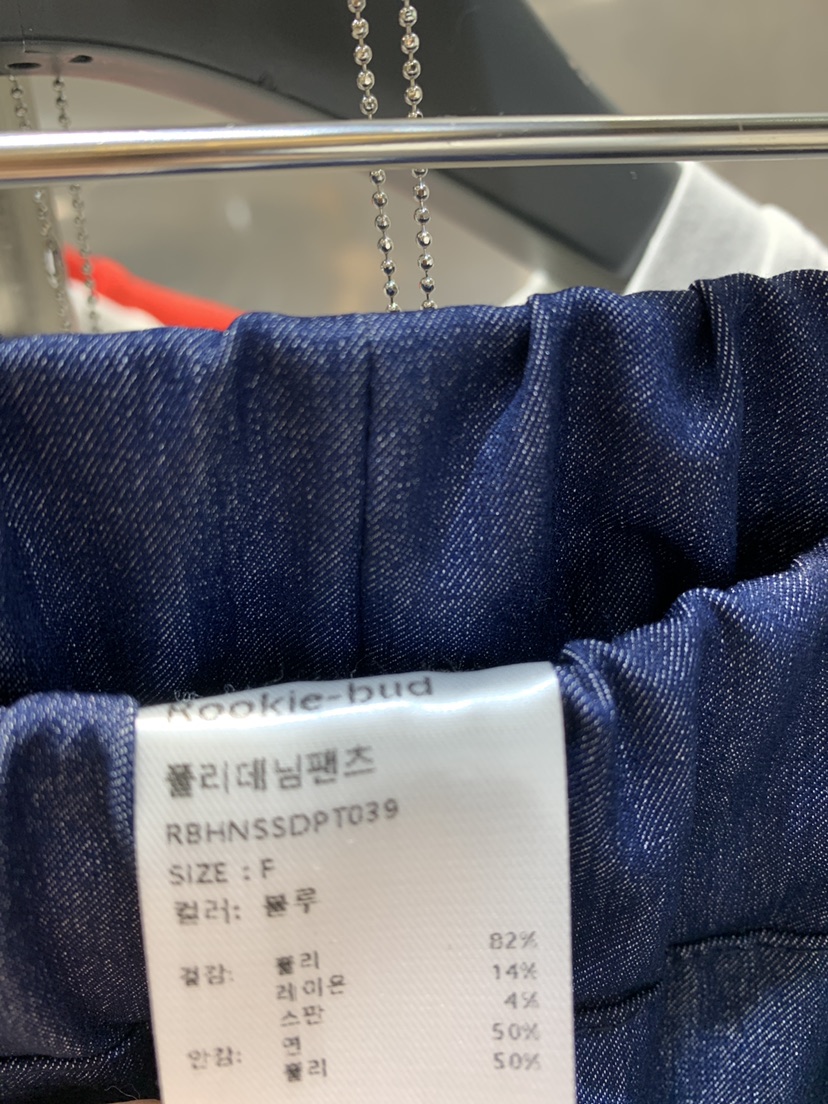 Rookie-bud
폴리데님팬츠
RBHNSSDPT039
SIZE : F
컬러: 블루
겉감: 폴리 82%
레이온 14%
스판 4%
안감: 면 50%
폴리 50%